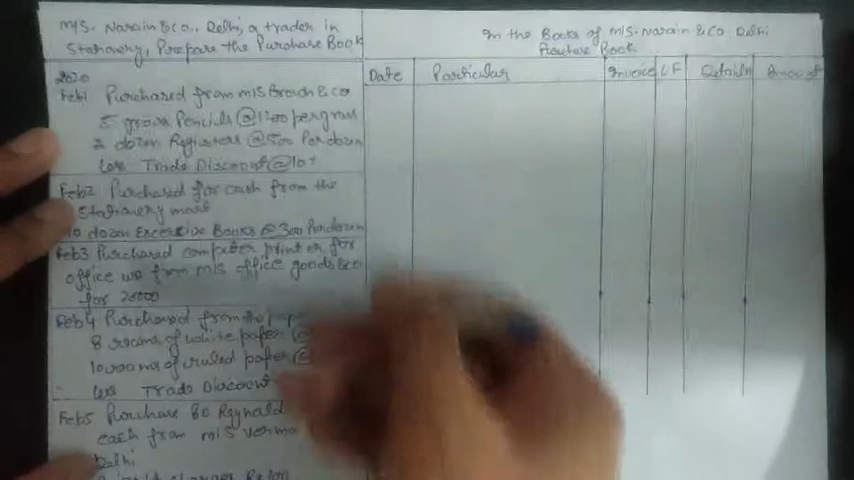 M/S. Narain & Co., Delhi, a trader in
Stationery, Prepare the Purchase Book
2020
Feb1 Purchased from M/S Brown & Co
5 gross Pencils @ 1200 per gross
2 dozen Registers @ 500 Per dozen
less Trade Discount @ 10%
Feb2 Purchased for cash from the
Stationery mart
10 dozen Excercise Books @ 300 Per dozen
Feb3 Purchased computer printer for
office use from M/S office goods & co
for 20000
Feb4 Purchased from the
8 reams of white paper @
10 reams of ruled paper @
less Trade Discount
Feb5 Purchase 80 Reynold
cash from M/S Verma
Delhi
In the Books of M/S. Narain & Co Delhi
Purchase Book
Date Particular Invoice LF Details Amount